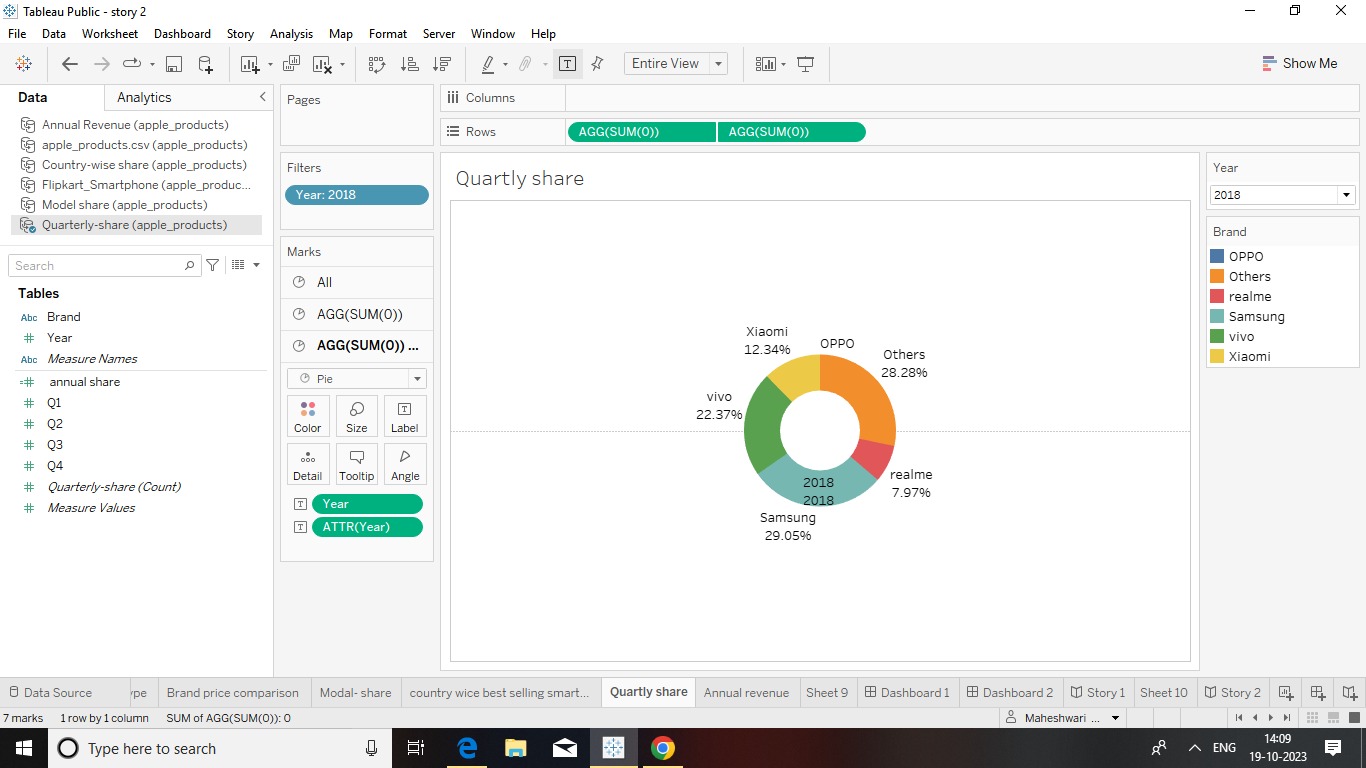 Tableau Public - story 2
File Data Worksheet Dashboard Story Analysis Map Format Server Window Help
Entire View
Show Me
Data
Analytics
Annual Revenue (apple_products)
apple_products.csv (apple_products)
Country-wise share (apple_products)
Flipkart_Smartphone (apple_produc...
Model share (apple_products)
Quarterly-share (apple_products)
Search
Tables
Abc Brand
Year
Abc Measure Names
annual share
Q1
Q2
Q3
Q4
Quarterly-share (Count)
Measure Values
Pages
Filters
Year: 2018
Marks
All
AGG(SUM(0))
AGG(SUM(0)) ...
Pie
Color
Size
Label
Detail
Tooltip
Angle
Year
ATTR(Year)
Columns
Rows
AGG(SUM(0))
AGG(SUM(0))
Quartly share
Xiaomi
12.34%
OPPO
Others
28.28%
vivo
22.37%
realme
7.97%
2018
2018
Samsung
29.05%
Year
2018
Brand
OPPO
Others
realme
Samsung
vivo
Xiaomi
Data Source
ype
Brand price comparison
Modal- share
country wice best selling smart...
Quartly share
Annual revenue
Sheet 9
Dashboard 1
Dashboard 2
Story 1
Sheet 10
Story 2
7 marks
1 row by 1 column
SUM of AGG(SUM(0)): 0
Maheshwari ...
Type here to search
ENG
14:09
19-10-2023